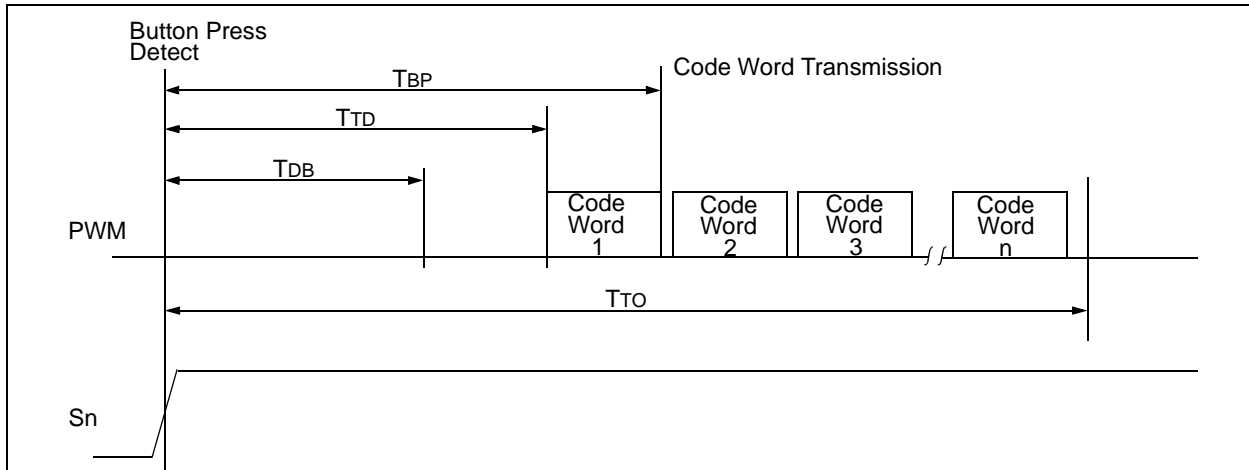 Button Press
Detect
Code Word Transmission
TBP
TTD
TDB
PWM
Code
Word
1
Code
Word
2
Code
Word
3
Code
Word
n
TTO
Sn